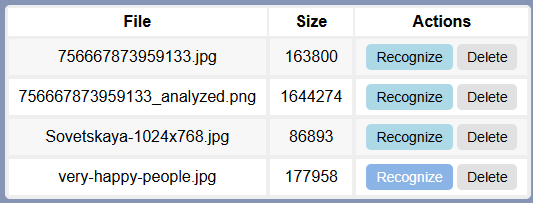 File Size Actions
756667873959133.jpg 163800 Recognize Delete
756667873959133_analyzed.png 1644274 Recognize Delete
Sovetskaya-1024x768.jpg 86893 Recognize Delete
very-happy-people.jpg 177958 Recognize Delete